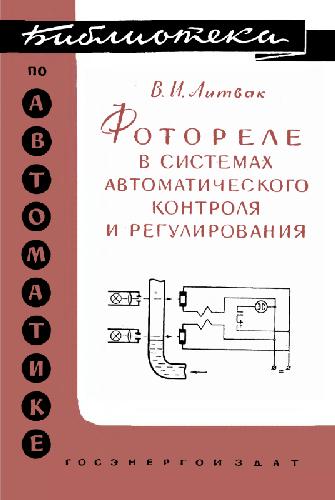 Библиотека
ПО
АВТОМАТИКЕ
В. И. Литвак
ФОТОРЕЛЕ
В СИСТЕМАХ
АВТОМАТИЧЕСКОГО
КОНТРОЛЯ
И РЕГУЛИРОВАНИЯ
ГОСЭНЕРГОИЗДАТ